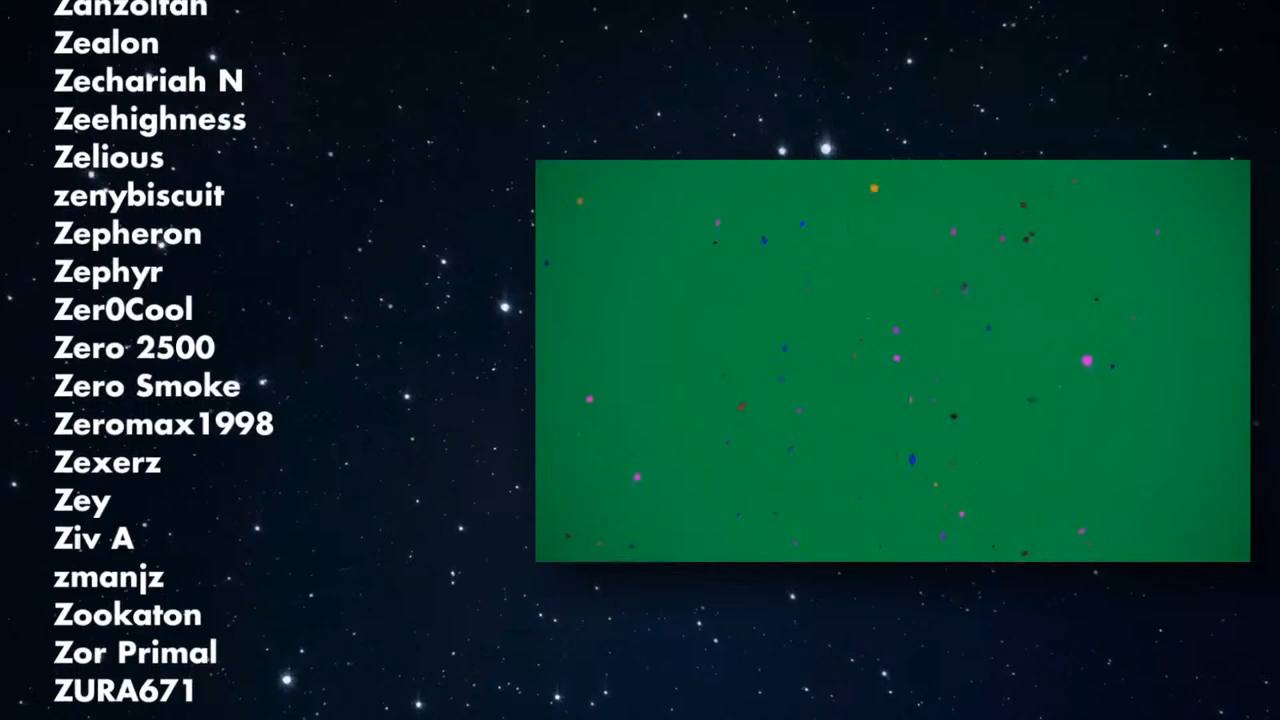 Zanzoltan
Zealon
Zechariah N
Zeehighness
Zelious
zenybiscuit
Zepheron
Zephyr
Zer0Cool
Zero 2500
Zero Smoke
Zeromax1998
Zexerz
Zey
Ziv A
zmanjz
Zookaton
Zor Primal
ZURA671